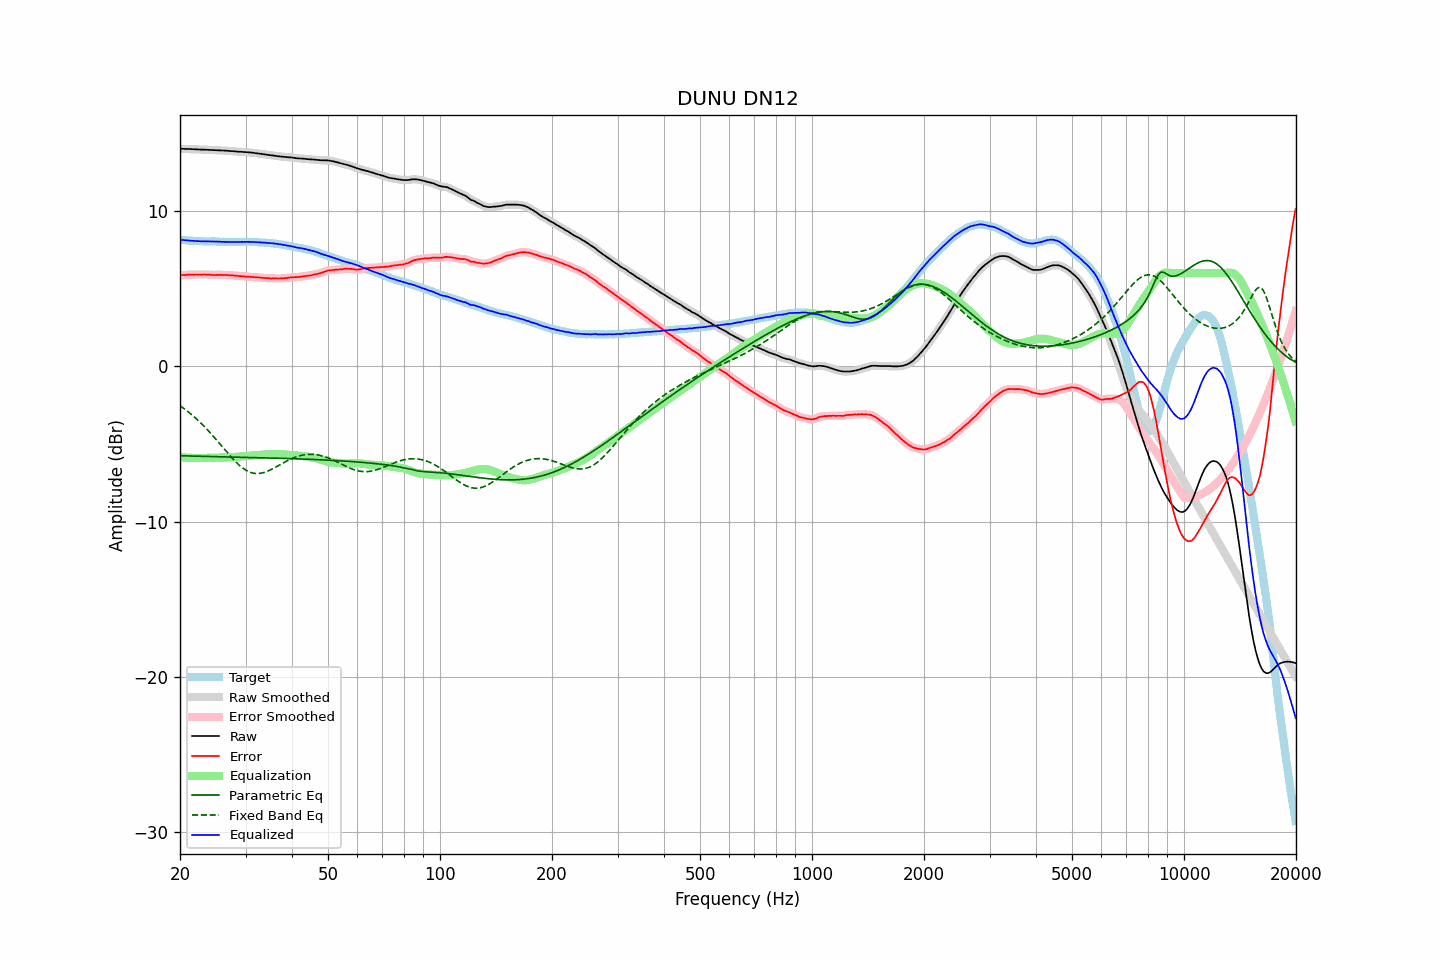 DUNU DN12
Amplitude (dBr)
10
0
−10
−20
−30
Target
Raw Smoothed
Error Smoothed
Raw
Error
Equalization
Parametric Eq
Fixed Band Eq
Equalized
20 50 100 200 500 1000 2000 5000 10000 20000
Frequency (Hz)